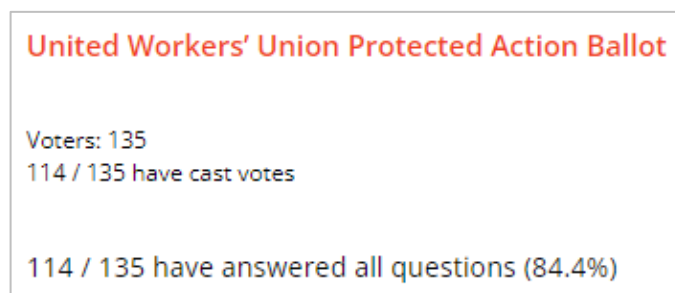 United Workers’ Union Protected Action Ballot
Voters: 135
114 / 135 have cast votes
114 / 135 have answered all questions (84.4%)